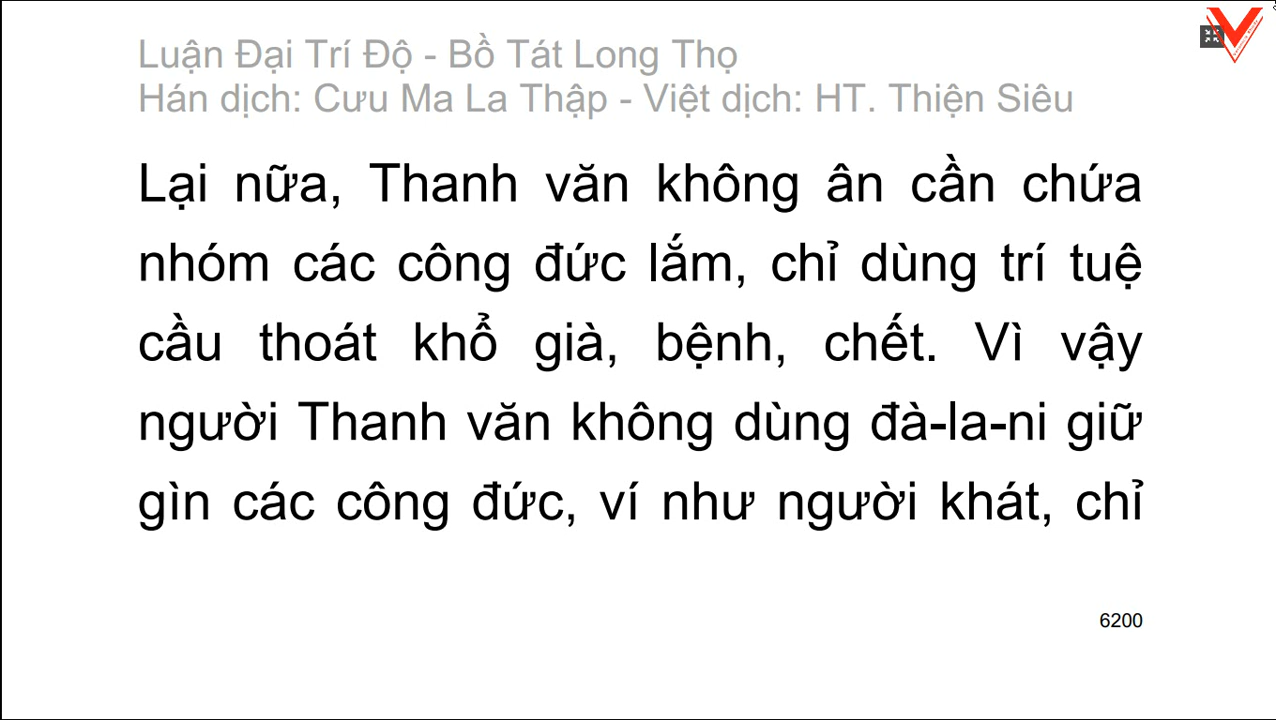 Luận Đại Trí Độ - Bồ Tát Long Thọ
Hán dịch: Cưu Ma La Thập - Việt dịch: HT. Thiện Siêu
Lại nữa, Thanh văn không ân cần chứa
nhóm các công đức lắm, chỉ dùng trí tuệ
cầu thoát khổ già, bệnh, chết. Vì vậy
người Thanh văn không dùng đà-la-ni giữ
gìn các công đức, ví như người khát, chỉ
6200